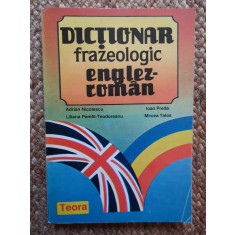 DICȚIONAR
frazeologic
englez-
român
Adrian Nicolescu Ioan Preda
Liliana Pamfil-Teodoreanu Mircea Tatos
Teora